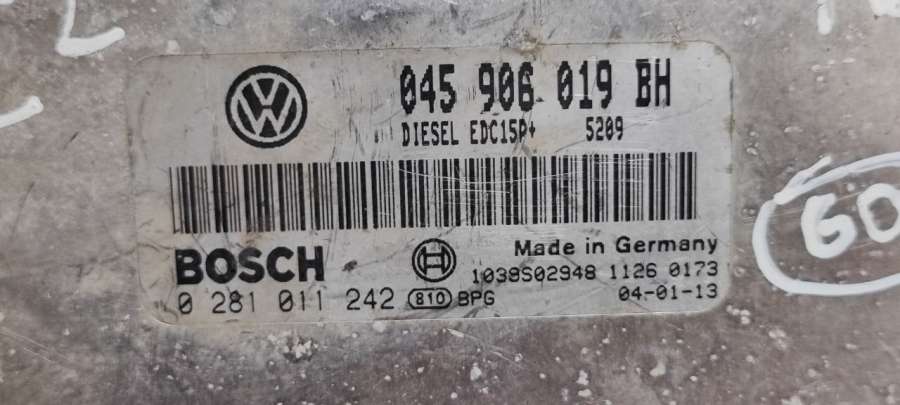 045 906 019 BH
DIESEL EDC15P+ 5209
BOSCH
Made in Germany
1039S02948 1126 0173
0 281 011 242 810 BPG
04-01-13